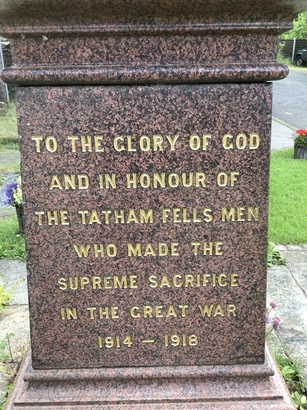 TO THE GLORY OF GOD
AND IN HONOUR OF
THE TATHAM FELLS MEN
WHO MADE THE
SUPREME SACRIFICE
IN THE GREAT WAR
1914 — 1918